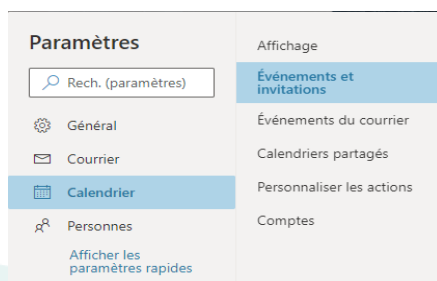 Paramètres
Rech. (paramètres)
Général
Courrier
Calendrier
Personnes
Afficher les
paramètres rapides
Affichage
Événements et
invitations
Événements du courrier
Calendriers partagés
Personnaliser les actions
Comptes